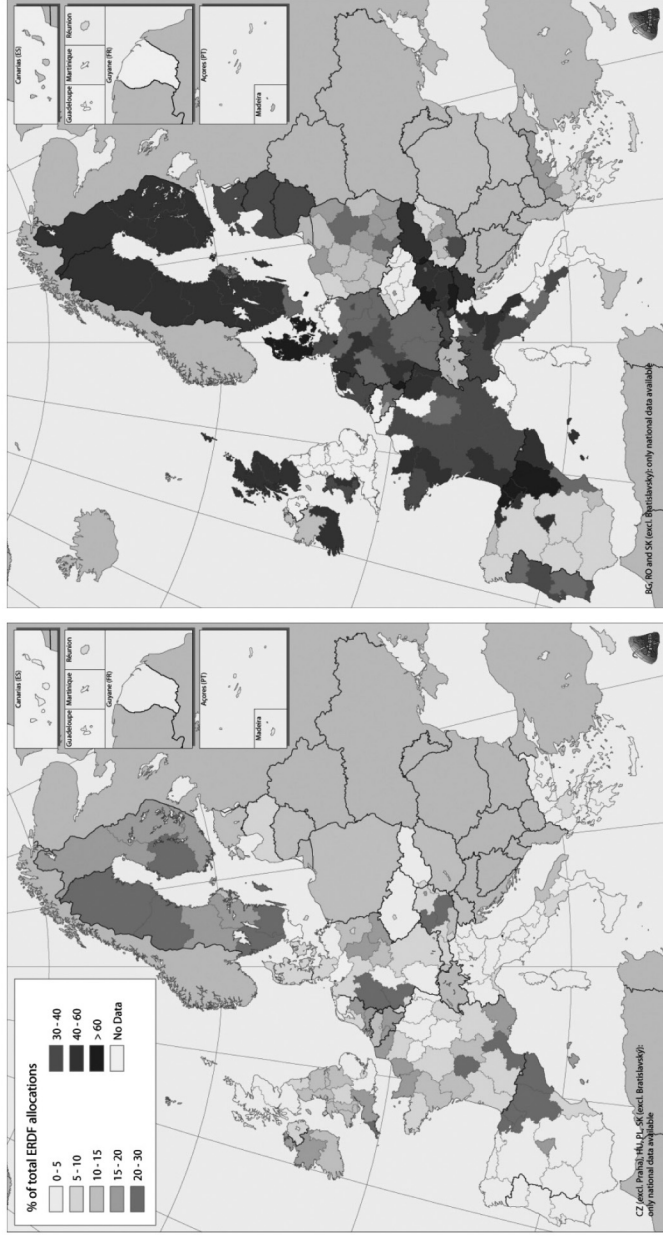 % of total ERDF allocations
0 - 5
5 - 10
10 - 15
15 - 20
20 - 30
30 - 40
40 - 60
> 60
No Data
Canarias (ES)
Guadeloupe
Martinique
Réunion
Guyane (FR)
Açores (PT)
Madeira
CZ (excl. Praha), HU, PL, SK (excl. Bratislavský):
only national data available
Canarias (ES)
Guadeloupe
Martinique
Réunion
Guyane (FR)
Açores (PT)
Madeira
BG, RO and SK (excl. Bratislavský): only national data available